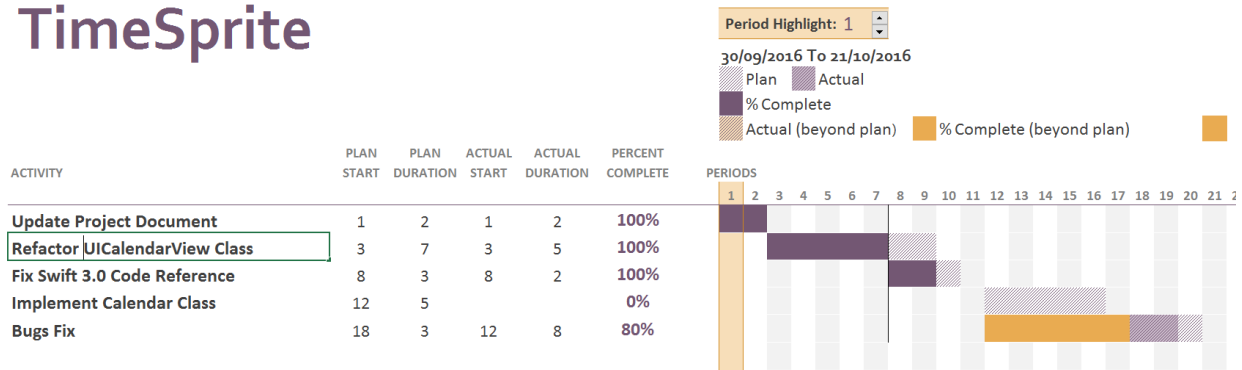 TimeSprite
Period Highlight: 1
30/09/2016 To 21/10/2016
Plan Actual
% Complete
Actual (beyond plan) % Complete (beyond plan)
PLAN PLAN ACTUAL ACTUAL PERCENT
ACTIVITY START DURATION START DURATION COMPLETE PERIODS
1 2 3 4 5 6 7 8 9 10 11 12 13 14 15 16 17 18 19 20 21
Update Project Document 1 2 1 2 100%
Refactor UICalendarView Class 3 7 3 5 100%
Fix Swift 3.0 Code Reference 8 3 8 2 100%
Implement Calendar Class 12 5 0%
Bugs Fix 18 3 12 8 80%